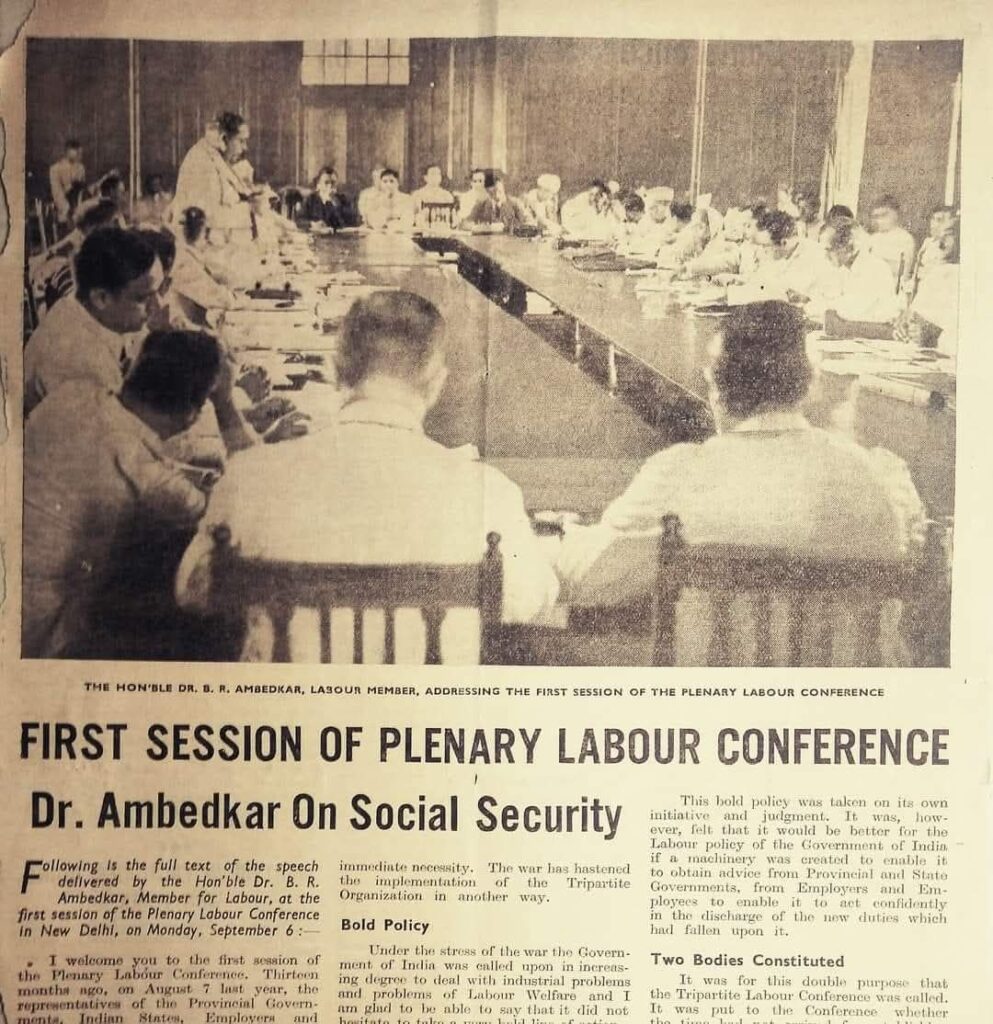 THE HON'BLE DR. B. R. AMBEDKAR, LABOUR MEMBER, ADDRESSING THE FIRST SESSION OF THE PLENARY LABOUR CONFERENCE
FIRST SESSION OF PLENARY LABOUR CONFERENCE
Dr. Ambedkar On Social Security
Following is the full text of the speech
delivered by the Hon'ble Dr. B. R.
Ambedkar, Member for Labour, at the
first session of the Plenary Labour Conference
in New Delhi, on Monday, September 6 :—
I welcome you to the first session of
the Plenary Labour Conference. Thirteen
months ago, on August 7 last year, the
representatives of the Provincial Govern-
ments, Indian States, Employers and
immediate necessity. The war has hastened
the implementation of the Tripartite
Organization in another way.
Bold Policy
Under the stress of the war the Govern-
ment of India was called upon in increas-
ing degree to deal with industrial problems
and problems of Labour Welfare and I
am glad to be able to say that it did not
hesitate to take a very bold line of action.
This bold policy was taken on its own
initiative and judgment. It was, how-
ever, felt that it would be better for the
Labour policy of the Government of India
if a machinery was created to enable it
to obtain advice from Provincial and State
Governments, from Employers and Em-
ployees to enable it to act confidently
in the discharge of the new duties which
had fallen upon it.
Two Bodies Constituted
It was for this double purpose that
the Tripartite Labour Conference was called.
It was put to the Conference whether
the time had not